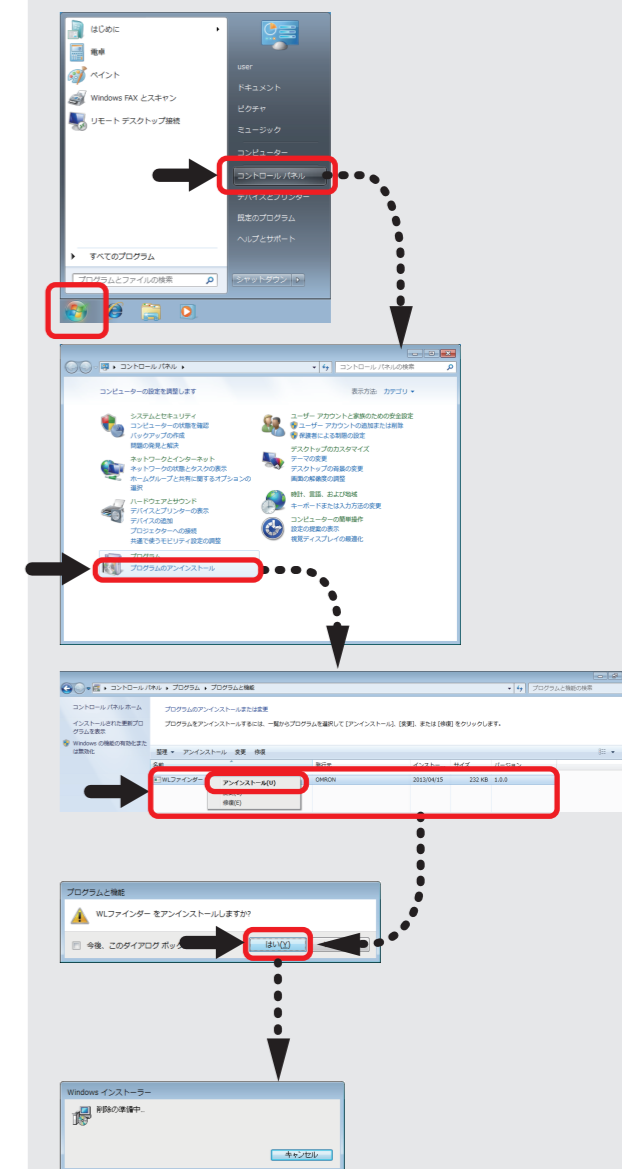 はじめに
電卓
ペイント
Windows FAX とスキャン
リモート デスクトップ接続
すべてのプログラム
プログラムとファイルの検索
user
ドキュメント
ピクチャ
ミュージック
コンピューター
コントロール パネル
デバイスとプリンター
既定のプログラム
ヘルプとサポート
シャットダウン
コントロール パネル
コントロール パネルの検索
コンピューターの設定を調整します
表示方法: カテゴリ
システムとセキュリティ
コンピューターの状態を確認
バックアップの作成
問題の発見と解決
ネットワークとインターネット
ネットワークの状態とタスクの表示
ホームグループと共有に関するオプションの
選択
ハードウェアとサウンド
デバイスとプリンターの表示
デバイスの追加
プロジェクターへの接続
共通で使うモビリティ設定の調整
プログラム
プログラムのアンインストール
ユーザー アカウントと家族のための安全設定
ユーザー アカウントの追加または削除
保護者による制限の設定
デスクトップのカスタマイズ
テーマの変更
デスクトップの背景の変更
画面の解像度の調整
時計、言語、および地域
キーボードまたは入力方法の変更
コンピューターの簡単操作
設定の提案の表示
視覚ディスプレイの最適化
コントロール パネル プログラム プログラムと機能
プログラムと機能の検索
コントロール パネル ホーム
インストールされた更新プロ
グラムを表示
Windows の機能の有効化また
は無効化
プログラムのアンインストールまたは変更
プログラムをアンインストールするには、一覧からプログラムを選択して [アンインストール]、[変更]、または [修復] をクリックします。
整理 アンインストール 変更 修復
名前 発行元 インストー... サイズ バージョン
WLファインダー OMRON 2013/04/15 232 KB 1.0.0
アンインストール(U)
修復(E)
プログラムと機能
WLファインダー をアンインストールしますか?
今後、このダイアログ ボッ
はい(Y)
Windows インストーラー
削除の準備中...
キャンセル